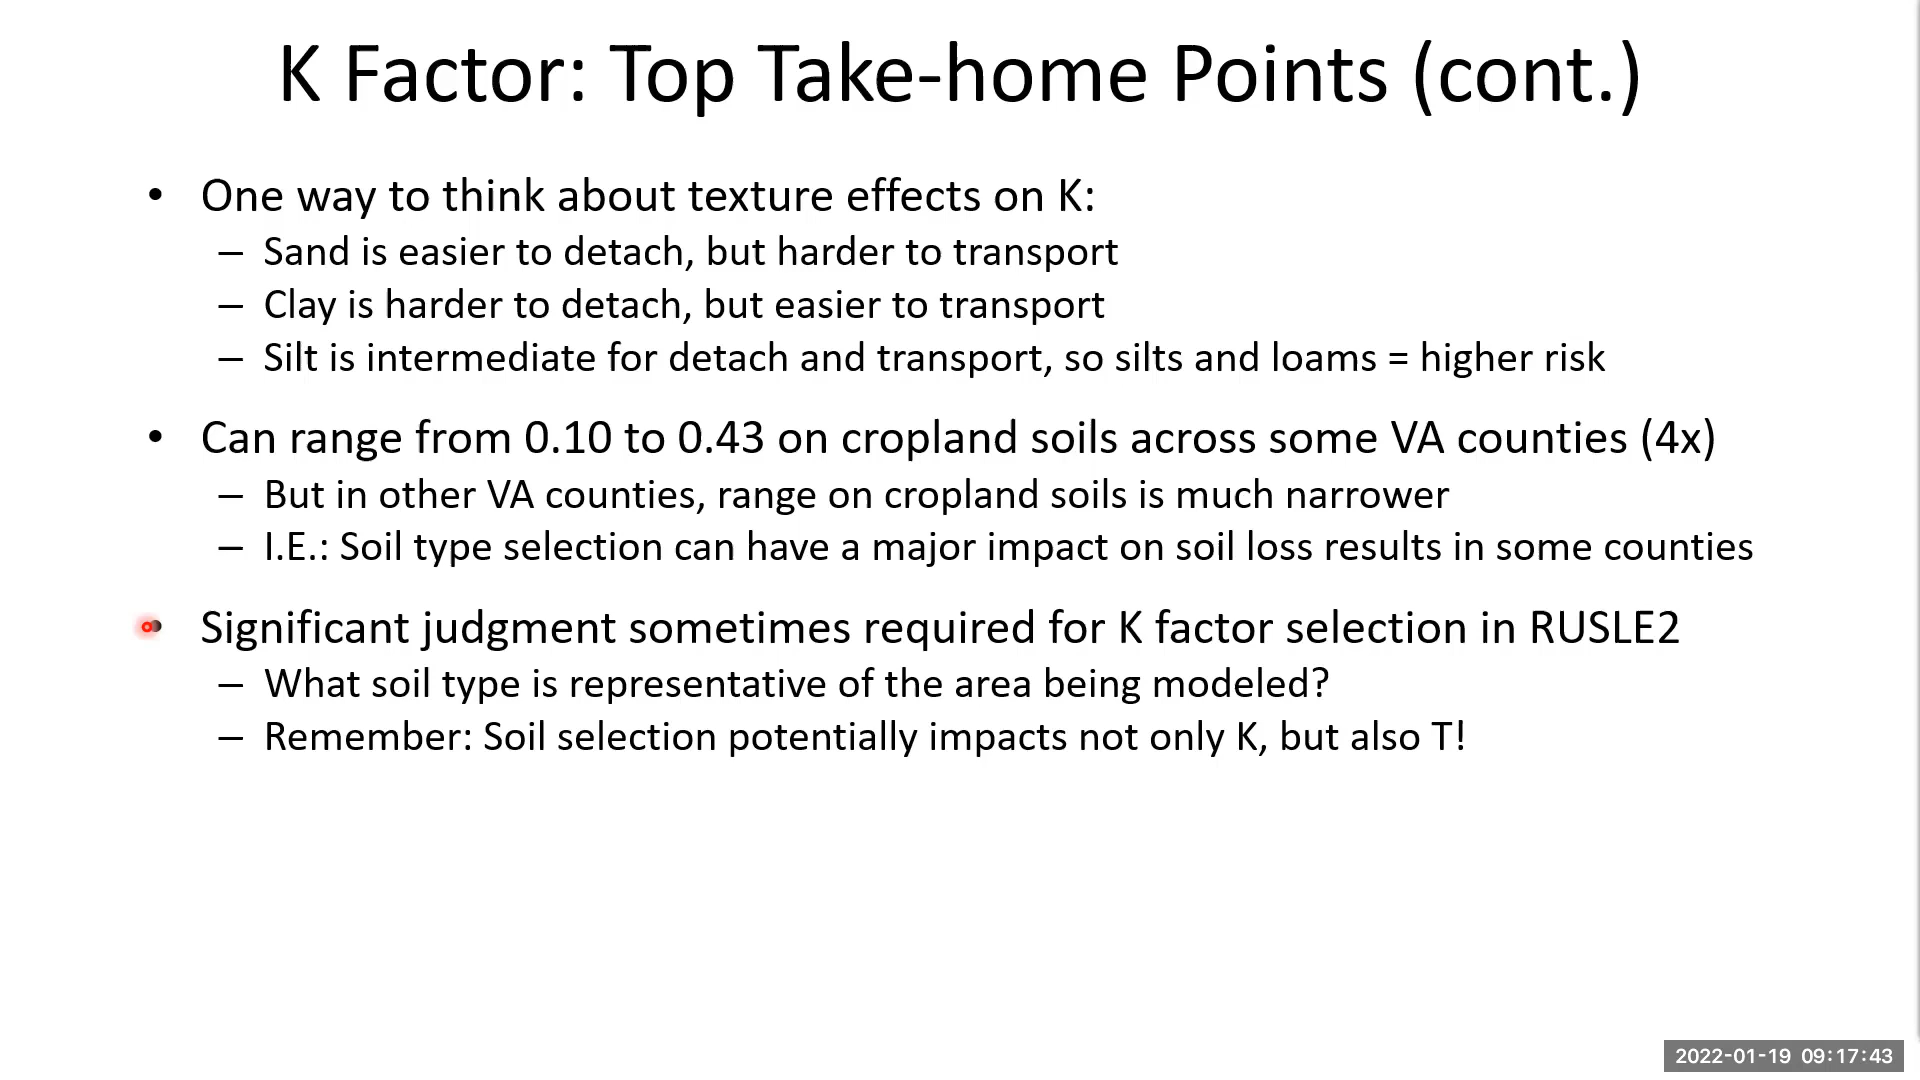 K Factor: Top Take-home Points (cont.)
• One way to think about texture effects on K:
– Sand is easier to detach, but harder to transport
– Clay is harder to detach, but easier to transport
– Silt is intermediate for detach and transport, so silts and loams = higher risk
• Can range from 0.10 to 0.43 on cropland soils across some VA counties (4x)
– But in other VA counties, range on cropland soils is much narrower
– I.E.: Soil type selection can have a major impact on soil loss results in some counties
• Significant judgment sometimes required for K factor selection in RUSLE2
– What soil type is representative of the area being modeled?
– Remember: Soil selection potentially impacts not only K, but also T!
2022-01-19 09:17:43